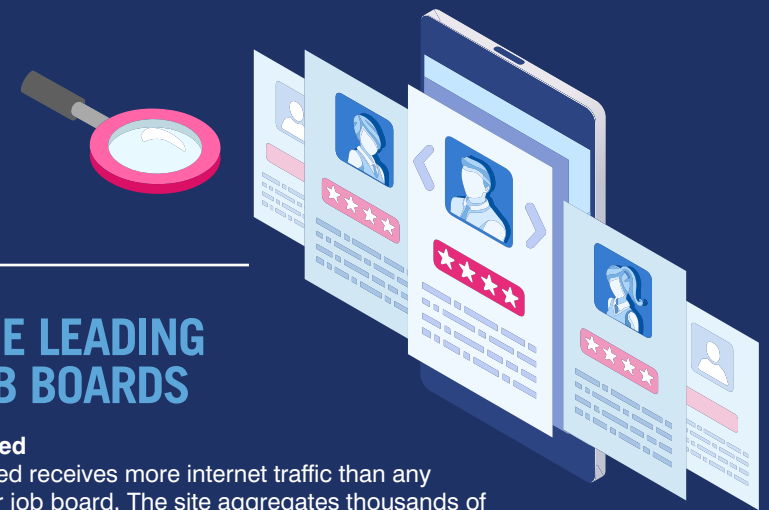 E LEADING
B BOARDS
ed
ed receives more internet traffic than any
r job board. The site aggregates thousands of